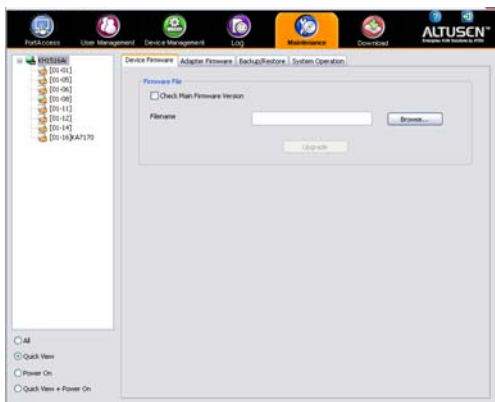 PortAccess
User Management
Device Management
Log
Maintenance
Download
ALTUSEN™
KH1516Ai
[01-01]
[01-05]
[01-06]
[01-08]
[01-11]
[01-12]
[01-14]
[01-16]KA7170
Device Firmware
Adapter Firmware
Backup/Restore
System Operation
Firmware File
Check Main Firmware Version
Filename
Browse...
Upgrade
All
Quick View
Power On
Quick View + Power On